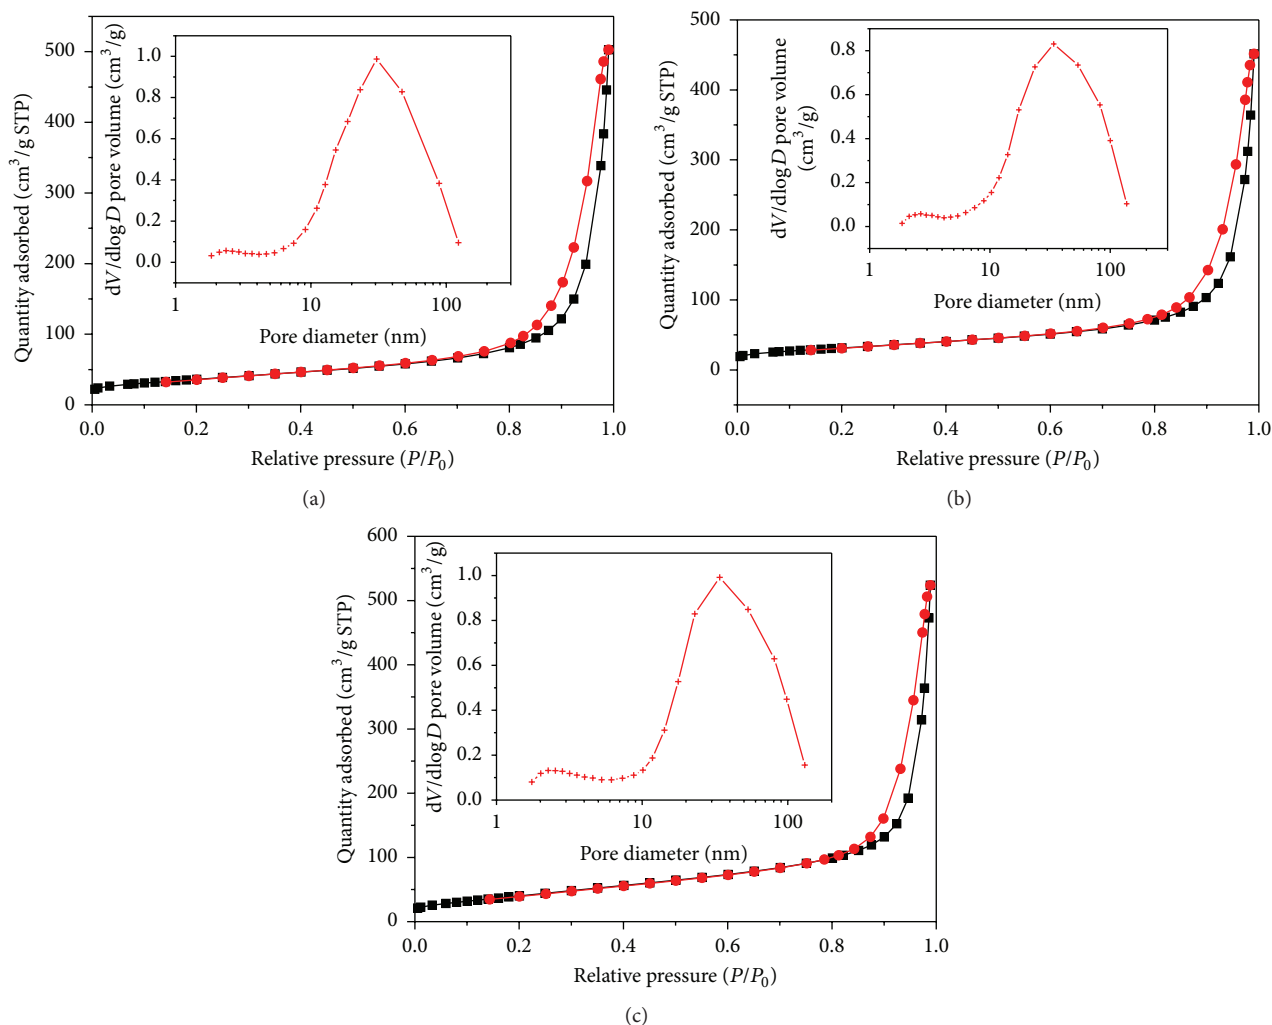 500
400
300
200
100
0
Quantity adsorbed (cm³/g STP)
0.0 0.2 0.4 0.6 0.8 1.0
Relative pressure (P/P₀)
1.0
0.8
0.6
0.4
0.2
0.0
dV/dlogD pore volume (cm³/g)
1 10 100
Pore diameter (nm)
(a)
500
400
300
200
100
0
Quantity adsorbed (cm³/g STP)
0.0 0.2 0.4 0.6 0.8 1.0
Relative pressure (P/P₀)
0.8
0.6
0.4
0.2
0.0
dV/dlogD pore volume
(cm³/g)
1 10 100
Pore diameter (nm)
(b)
600
500
400
300
200
100
0
Quantity adsorbed (cm³/g STP)
0.0 0.2 0.4 0.6 0.8 1.0
Relative pressure (P/P₀)
1.0
0.8
0.6
0.4
0.2
0.0
dV/dlogD pore volume (cm³/g)
1 10 100
Pore diameter (nm)
(c)